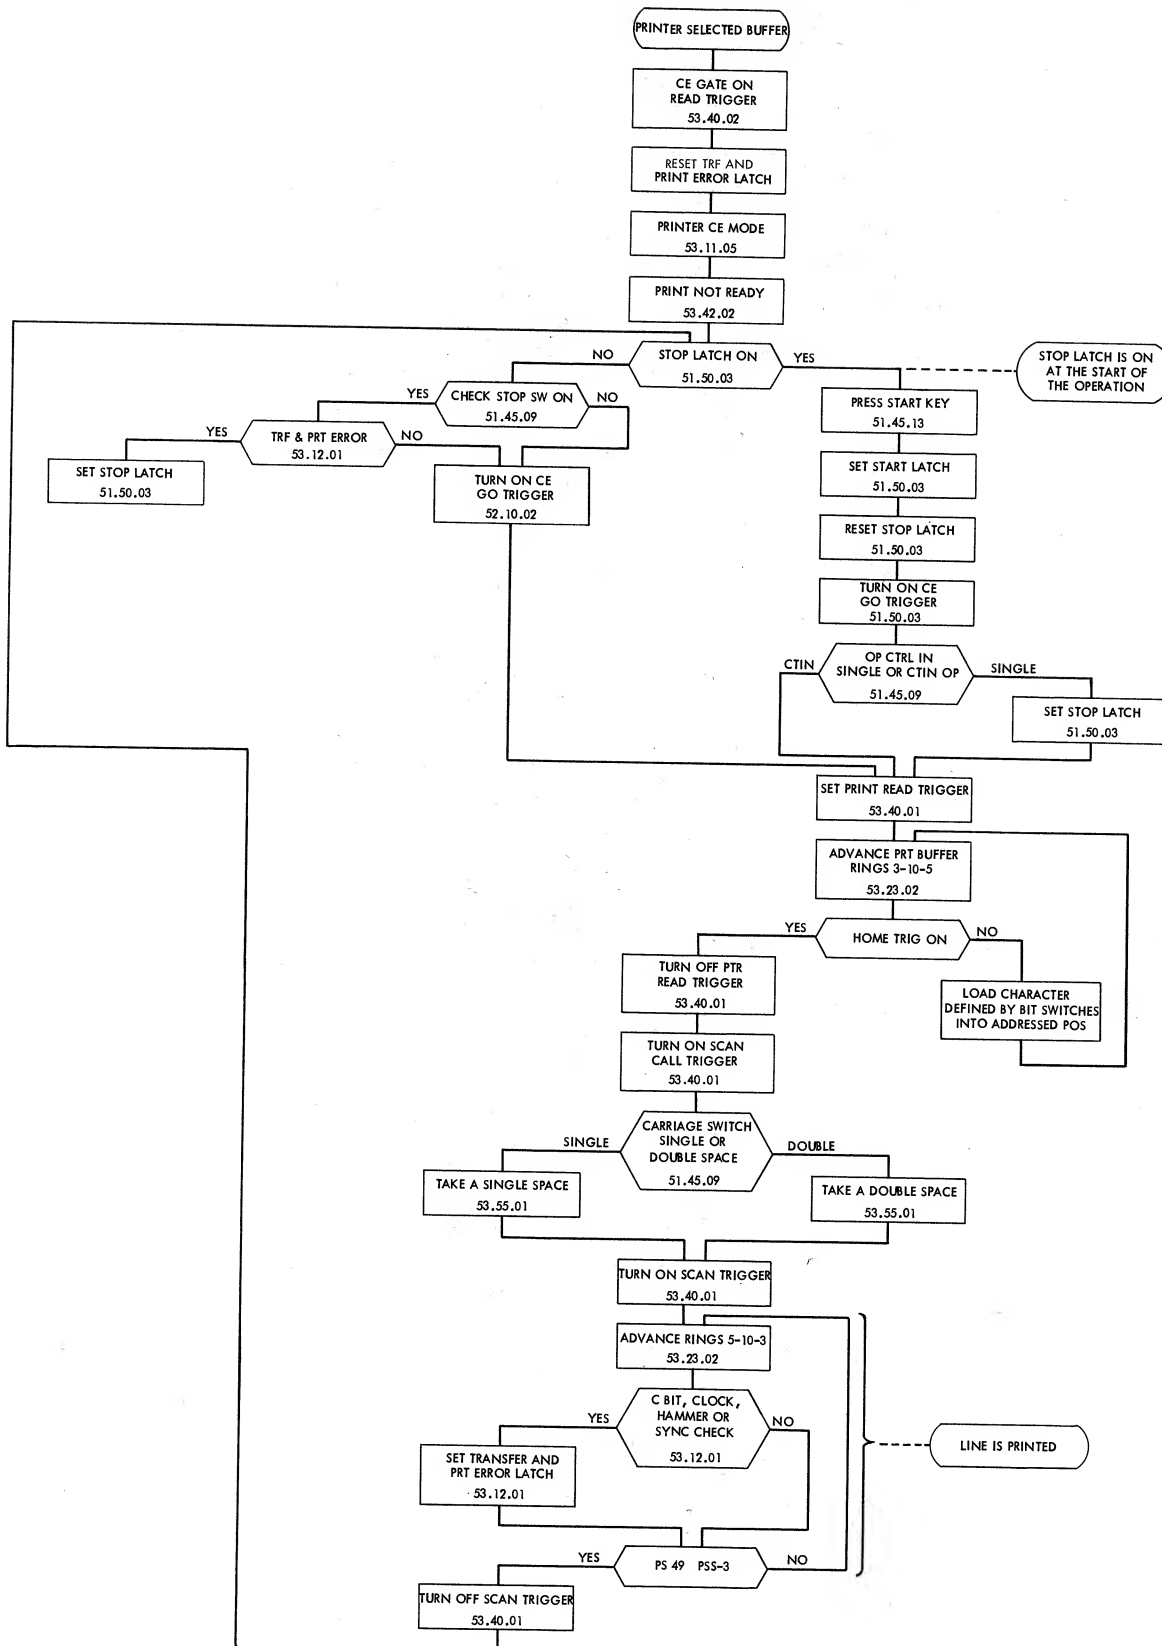 PRINTER SELECTED BUFFER
CE GATE ON
READ TRIGGER
53.40.02
RESET TRF AND
PRINT ERROR LATCH
PRINTER CE MODE
53.11.05
PRINT NOT READY
53.42.02
NO
STOP LATCH ON
51.50.03
YES
STOP LATCH IS ON
AT THE START OF
THE OPERATION
YES
CHECK STOP SW ON
51.45.09
NO
PRESS START KEY
51.45.13
YES
TRF & PRT ERROR
53.12.01
NO
SET STOP LATCH
51.50.03
TURN ON CE
GO TRIGGER
52.10.02
SET START LATCH
51.50.03
RESET STOP LATCH
51.50.03
TURN ON CE
GO TRIGGER
51.50.03
CTIN
OP CTRL IN
SINGLE OR CTIN OP
51.45.09
SINGLE
SET STOP LATCH
51.50.03
SET PRINT READ TRIGGER
53.40.01
ADVANCE PRT BUFFER
RINGS 3-10-5
53.23.02
YES
HOME TRIG ON
NO
TURN OFF PTR
READ TRIGGER
53.40.01
LOAD CHARACTER
DEFINED BY BIT SWITCHES
INTO ADDRESSED POS
TURN ON SCAN
CALL TRIGGER
53.40.01
SINGLE
CARRIAGE SWITCH
SINGLE OR
DOUBLE SPACE
51.45.09
DOUBLE
TAKE A SINGLE SPACE
53.55.01
TAKE A DOUBLE SPACE
53.55.01
TURN ON SCAN TRIGGER
53.40.01
ADVANCE RINGS 5-10-3
53.23.02
YES
C BIT, CLOCK,
HAMMER OR
SYNC CHECK
53.12.01
NO
LINE IS PRINTED
SET TRANSFER AND
PRT ERROR LATCH
53.12.01
YES
PS 49 PSS-3
NO
TURN OFF SCAN TRIGGER
53.40.01